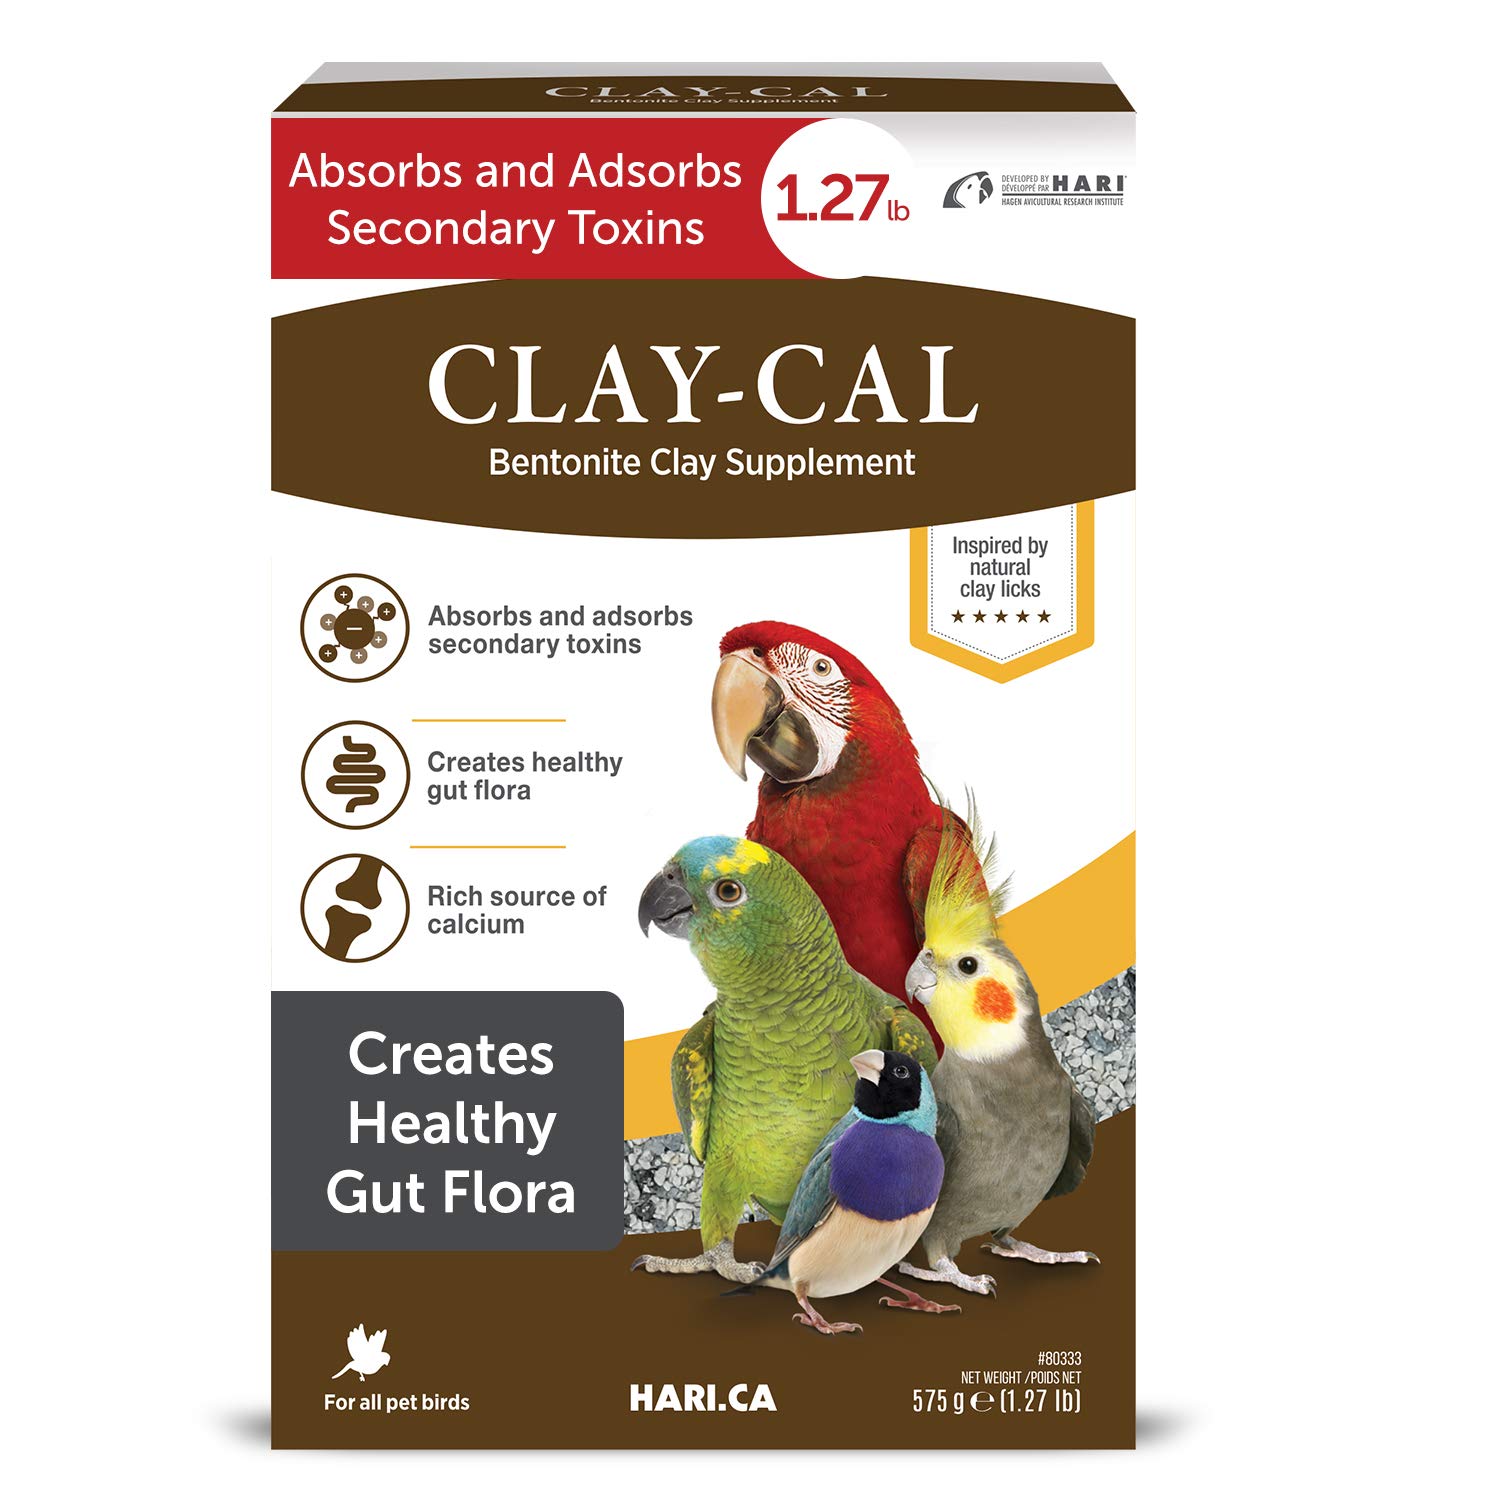 CLAY-CAL
Bentonite Clay Supplement
Absorbs and Adsorbs
Secondary Toxins
1.27 lb
DEVELOPED BY
DÉVELOPPÉ PAR HARI
HAGEN AVICULTURAL RESEARCH INSTITUTE
CLAY-CAL
Bentonite Clay Supplement
Inspired by
natural
clay licks
Absorbs and adsorbs
secondary toxins
Creates healthy
gut flora
Rich source of
calcium
Creates
Healthy
Gut Flora
For all pet birds
HARI.CA
#80333
NET WEIGHT / POIDS NET
575 g ℮ (1.27 lb)